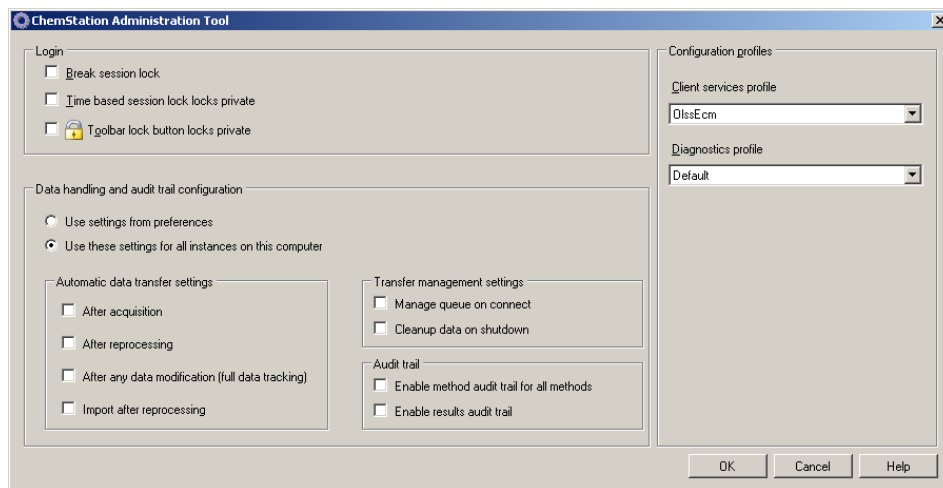 ChemStation Administration Tool
Login
Break session lock
Time based session lock locks private
Toolbar lock button locks private
Data handling and audit trail configuration
Use settings from preferences
Use these settings for all instances on this computer
Automatic data transfer settings
After acquisition
After reprocessing
After any data modification (full data tracking)
Import after reprocessing
Transfer management settings
Manage queue on connect
Cleanup data on shutdown
Audit trail
Enable method audit trail for all methods
Enable results audit trail
Configuration profiles
Client services profile
OlssEcm
Diagnostics profile
Default
OK
Cancel
Help